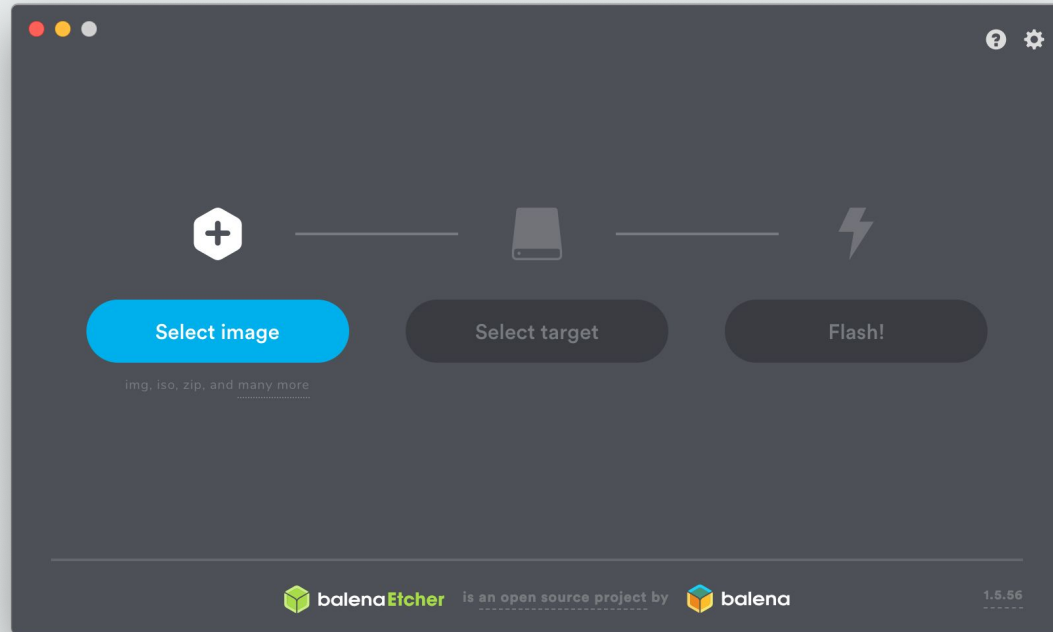 Select image
Select target
Flash!
img, iso, zip, and many more
balenaEtcher is an open source project by balena
1.5.56